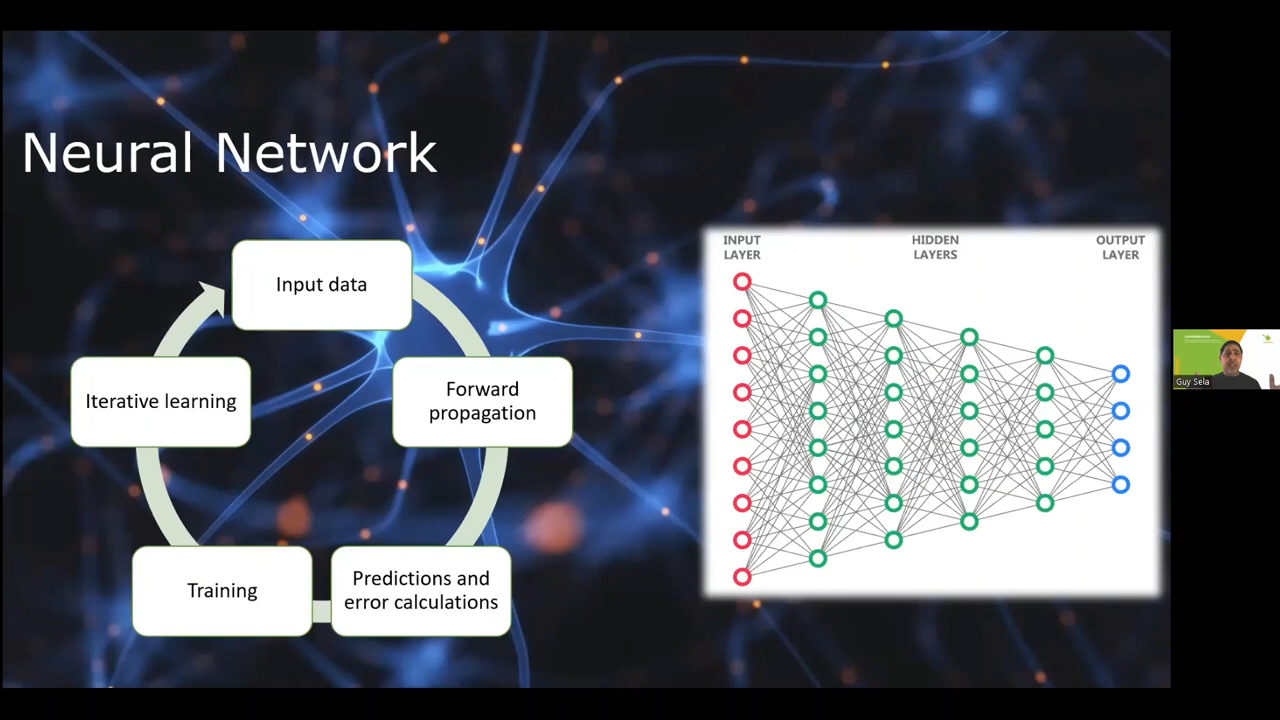 Neural Network
Input data
Forward
propagation
Predictions and
error calculations
Training
Iterative learning
INPUT
LAYER
HIDDEN
LAYERS
OUTPUT
LAYER
Guy Sela